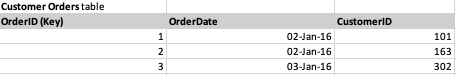 Customer Orders table
OrderID (Key) OrderDate CustomerID
1 02-Jan-16 101
2 02-Jan-16 163
3 03-Jan-16 302